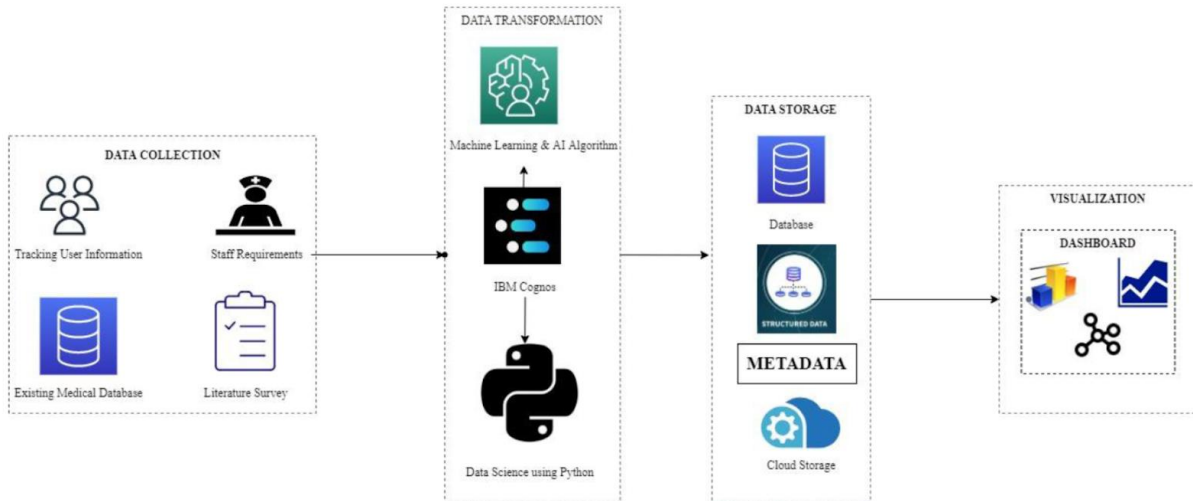 DATA COLLECTION
Tracking User Information
Staff Requirements
Existing Medical Database
Literature Survey
DATA TRANSFORMATION
Machine Learning & AI Algorithm
IBM Cognos
Data Science using Python
DATA STORAGE
Database
STRUCTURED DATA
METADATA
Cloud Storage
VISUALIZATION
DASHBOARD